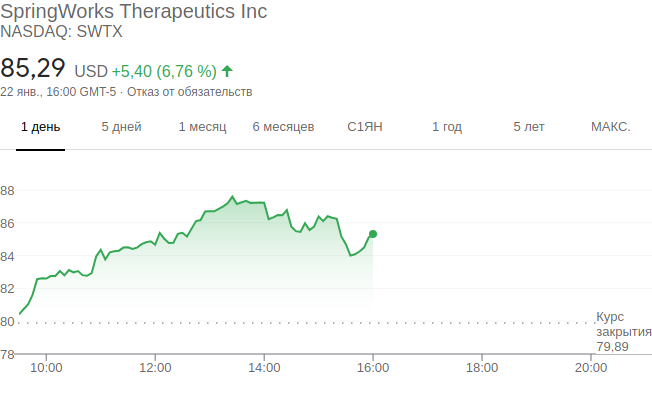 SpringWorks Therapeutics Inc
NASDAQ: SWTX
85,29 USD +5,40 (6,76 %)
22 янв., 16:00 GMT-5 · Отказ от обязательств
1 день 5 дней 1 месяц 6 месяцев С1ЯН 1 год 5 лет МАКС.
88
86
84
82
80
Курс
закрытия
79,89
78
10:00 12:00 14:00 16:00 18:00 20:00